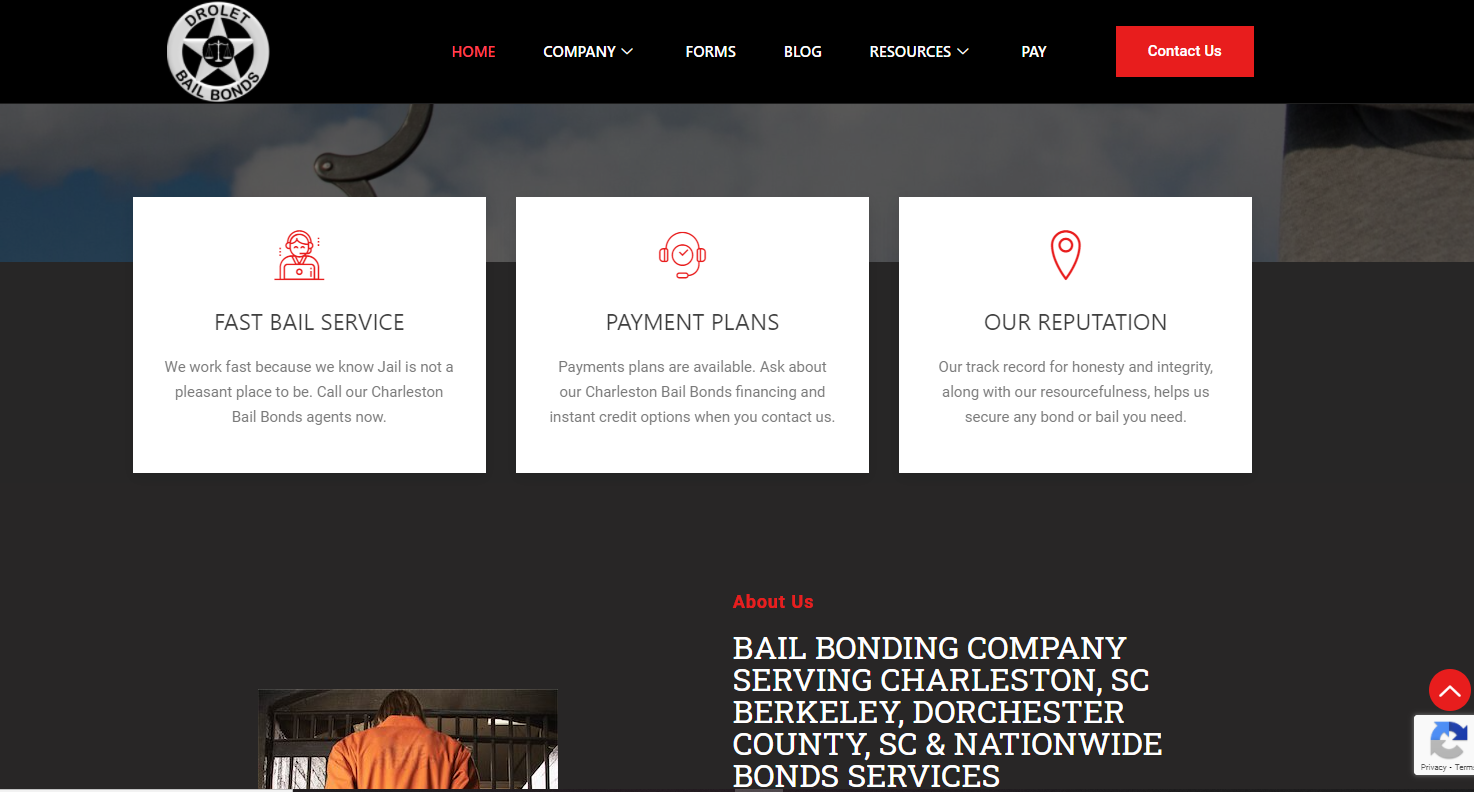 DROLET
BAIL BONDS
HOME
COMPANY
FORMS
BLOG
RESOURCES
PAY
Contact Us
FAST BAIL SERVICE
We work fast because we know Jail is not a
pleasant place to be. Call our Charleston
Bail Bonds agents now.
PAYMENT PLANS
Payments plans are available. Ask about
our Charleston Bail Bonds financing and
instant credit options when you contact us.
OUR REPUTATION
Our track record for honesty and integrity,
along with our resourcefulness, helps us
secure any bond or bail you need.
About Us
BAIL BONDING COMPANY
SERVING CHARLESTON, SC
BERKELEY, DORCHESTER
COUNTY, SC & NATIONWIDE
BONDS SERVICES
Privacy - Terms